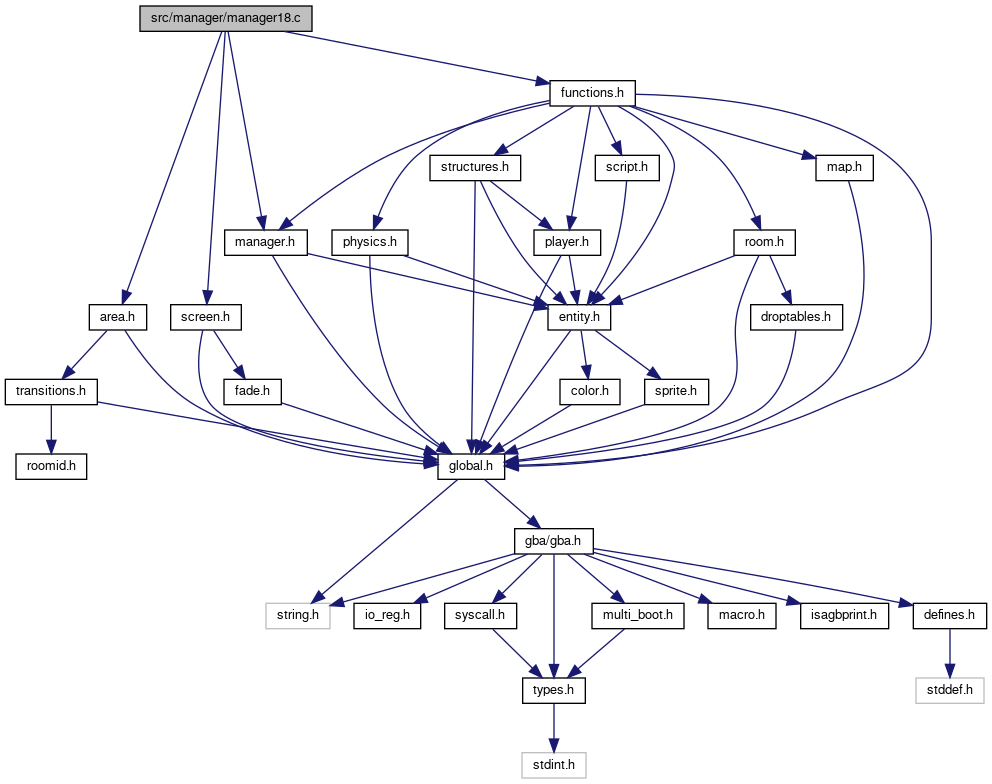 src/manager/manager18.c
functions.h
structures.h
script.h
map.h
manager.h
physics.h
player.h
room.h
area.h
screen.h
entity.h
droptables.h
transitions.h
fade.h
color.h
sprite.h
roomid.h
global.h
gba/gba.h
string.h
io_reg.h
syscall.h
multi_boot.h
macro.h
isagbprint.h
defines.h
types.h
stddef.h
stdint.h